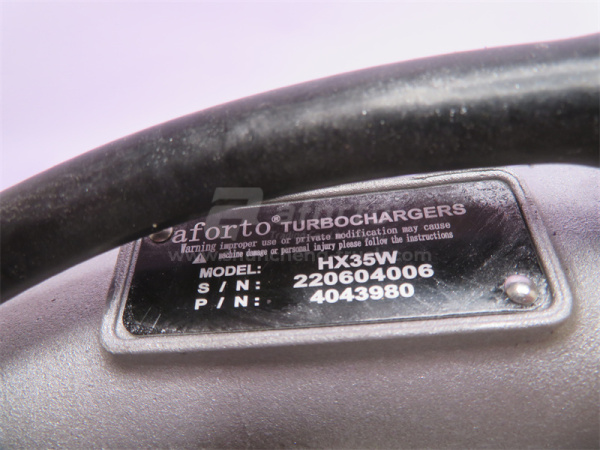 aforto® TURBOCHARGERS
Warning improper use or private modification may cause
machine damage or personal injury please follow the instructions
MODEL: HX35W
S / N: 220604006
P / N: 4043980